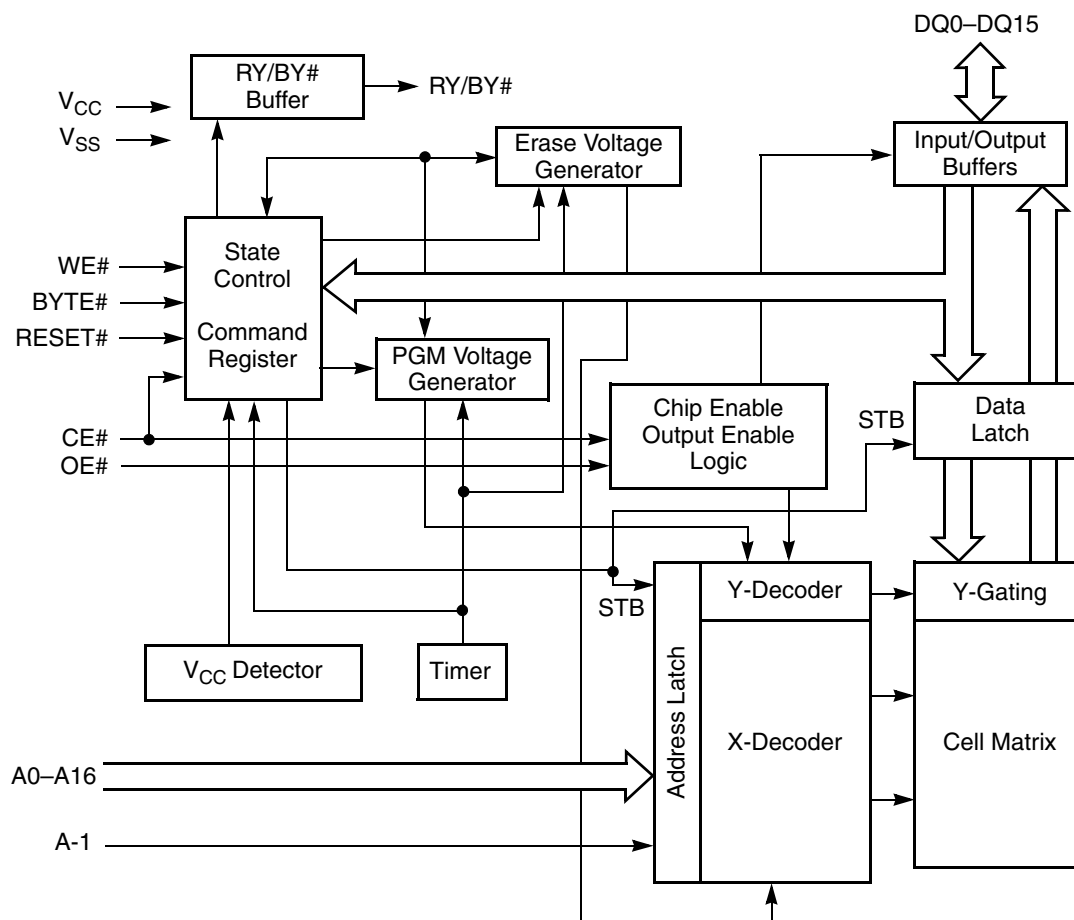 DQ0–DQ15
RY/BY#
Buffer
RY/BY#
VCC
VSS
Erase Voltage
Generator
Input/Output
Buffers
State
Control
Command
Register
WE#
BYTE#
RESET#
PGM Voltage
Generator
Chip Enable
Output Enable
Logic
STB
Data
Latch
CE#
OE#
STB
Y-Decoder
Y-Gating
VCC Detector
Timer
Address Latch
X-Decoder
Cell Matrix
A0–A16
A-1